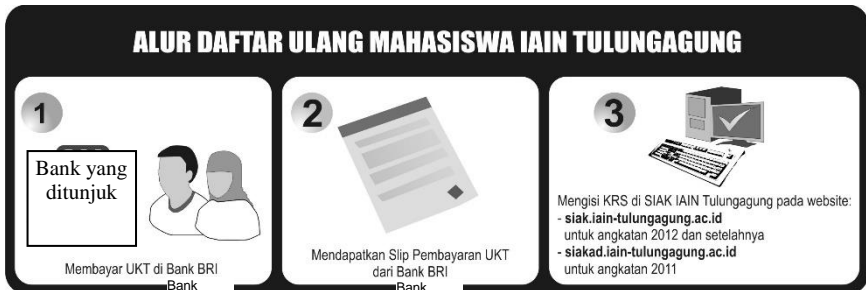 ALUR DAFTAR ULANG MAHASISWA IAIN TULUNGAGUNG
1
Bank yang
ditunjuk
Membayar UKT di Bank BRI
Bank
2
Mendapatkan Slip Pembayaran UKT
dari Bank BRI
Bank
3
Mengisi KRS di SIAK IAIN Tulungagung pada website:
- siak.iain-tulungagung.ac.id
untuk angkatan 2012 dan setelahnya
- siakad.iain-tulungagung.ac.id
untuk angkatan 2011